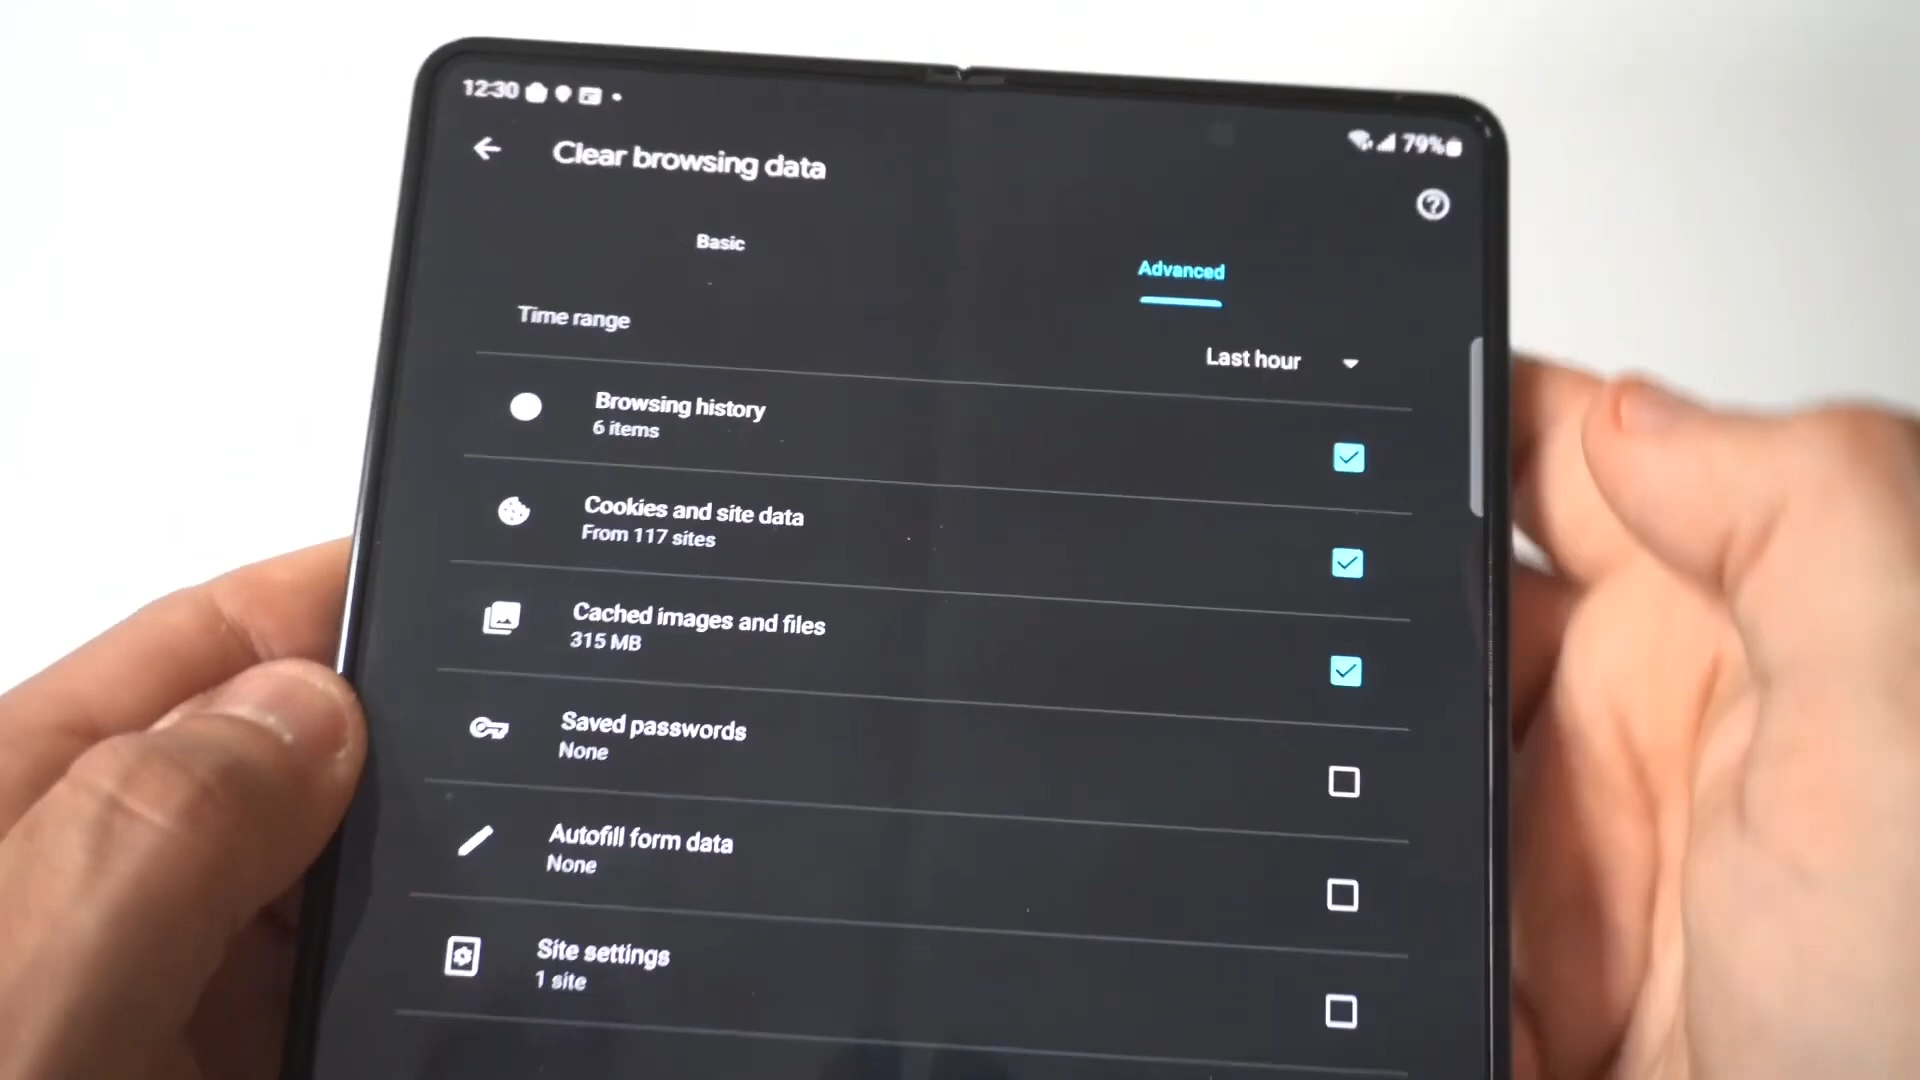 12:30
79%
Clear browsing data
Basic
Advanced
Time range
Last hour
Browsing history
6 items
Cookies and site data
From 117 sites
Cached images and files
315 MB
Saved passwords
None
Autofill form data
None
Site settings
1 site